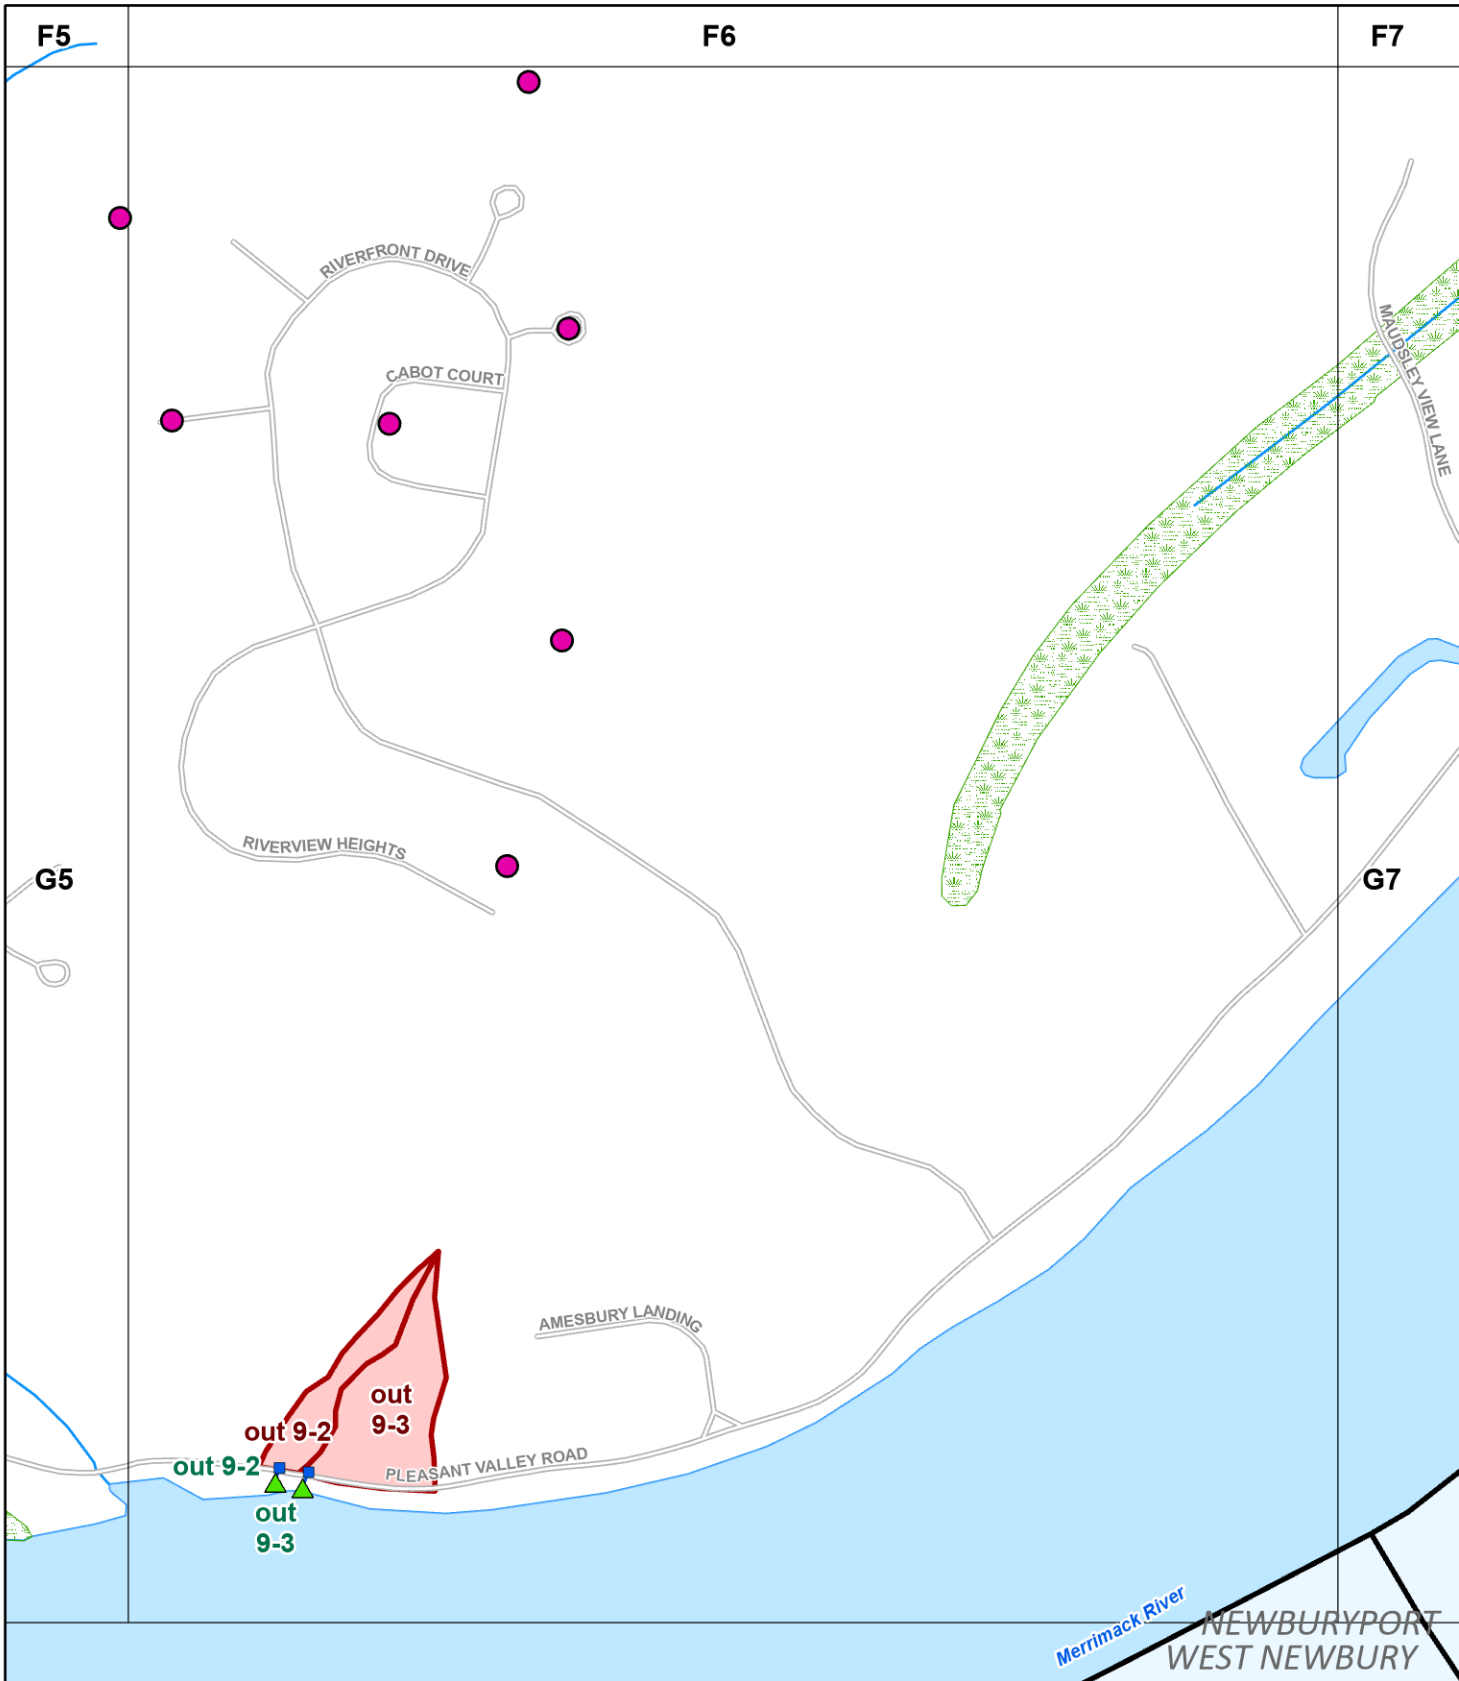 F5
F6
F7
RIVERFRONT DRIVE
CABOT COURT
MAUDSLEY VIEW LANE
RIVERVIEW HEIGHTS
G5
G7
AMESBURY LANDING
out
9-3
out 9-2
out 9-2
PLEASANT VALLEY ROAD
out
9-3
Merrimack River
NEWBURYPORT
WEST NEWBURY